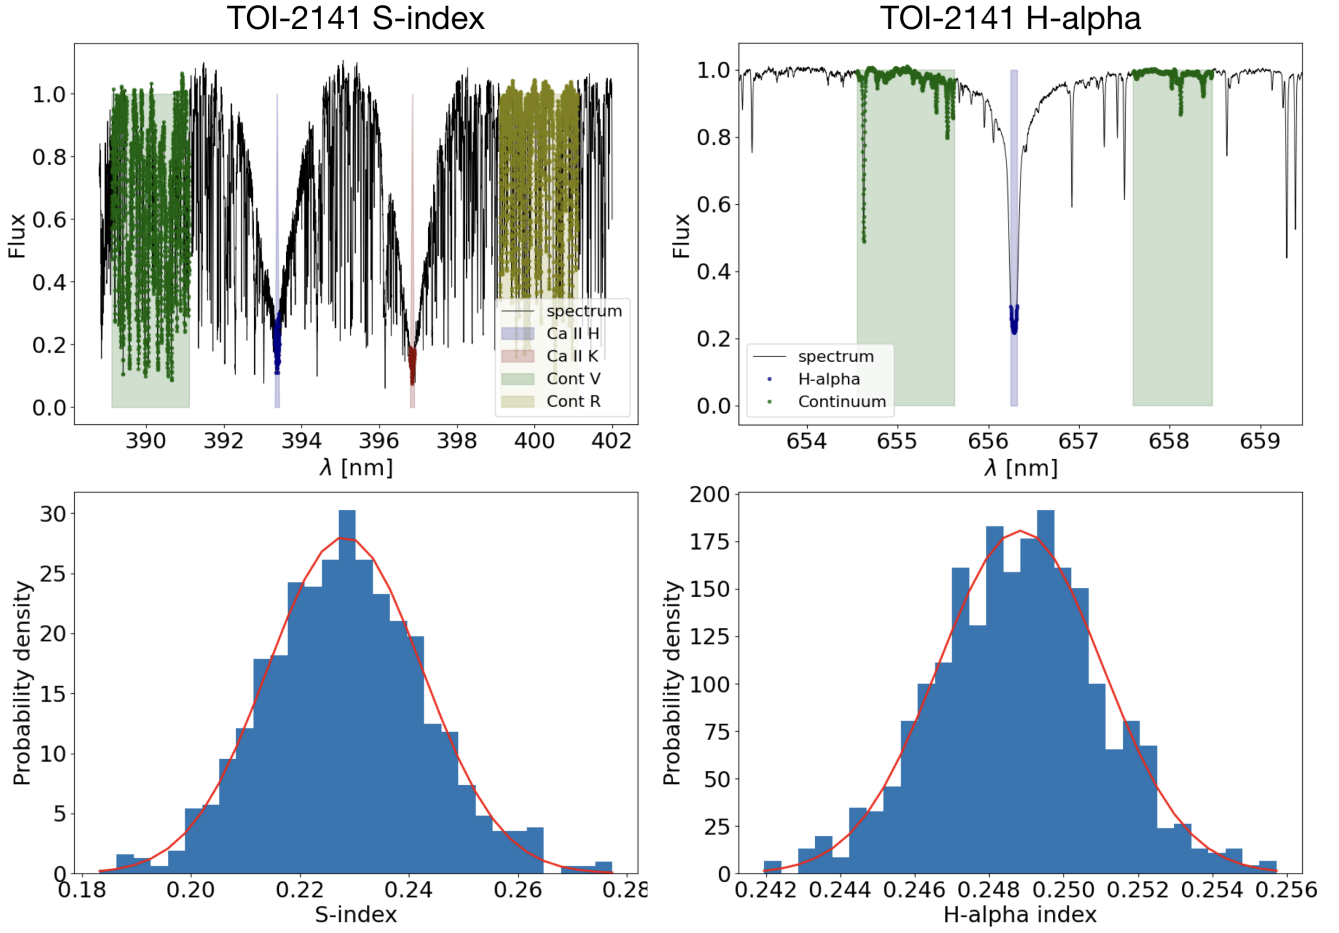 TOI-2141 S-index
TOI-2141 H-alpha
Flux
1.0
0.8
0.6
0.4
0.2
0.0
390 392 394 396 398 400 402
λ [nm]
spectrum
Ca II H
Ca II K
Cont V
Cont R
Flux
1.0
0.8
0.6
0.4
0.2
0.0
654 655 656 657 658 659
λ [nm]
spectrum
H-alpha
Continuum
Probability density
30
25
20
15
10
5
0
0.18 0.20 0.22 0.24 0.26 0.28
S-index
Probability density
200
175
150
125
100
75
50
25
0
0.242 0.244 0.246 0.248 0.250 0.252 0.254 0.256
H-alpha index